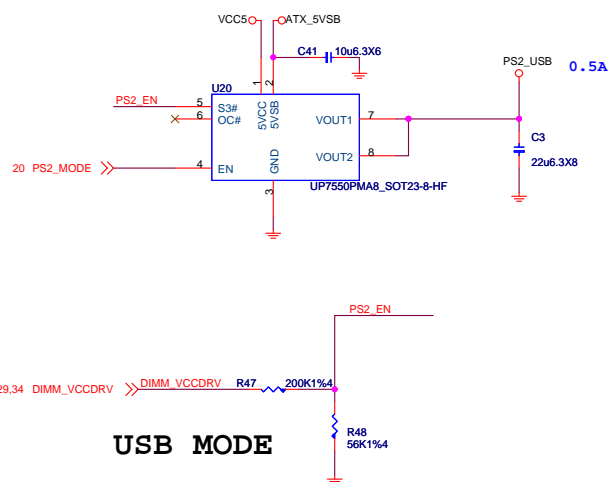 VCC5 ATX_5VSB
C41 10u6.3X6
PS2_USB 0.5A
U20
1 2
PS2_EN 5 S3# 5VCC 5VSB
6 OC# VOUT1 7
C3
VOUT2 8
22u6.3X8
20 PS2_MODE 4 EN GND
UP7550PMA8_SOT23-8-HF
3
PS2_EN
29,34 DIMM_VCCDRV DIMM_VCCDRV R47 200K1%4
R48
56K1%4
USB MODE